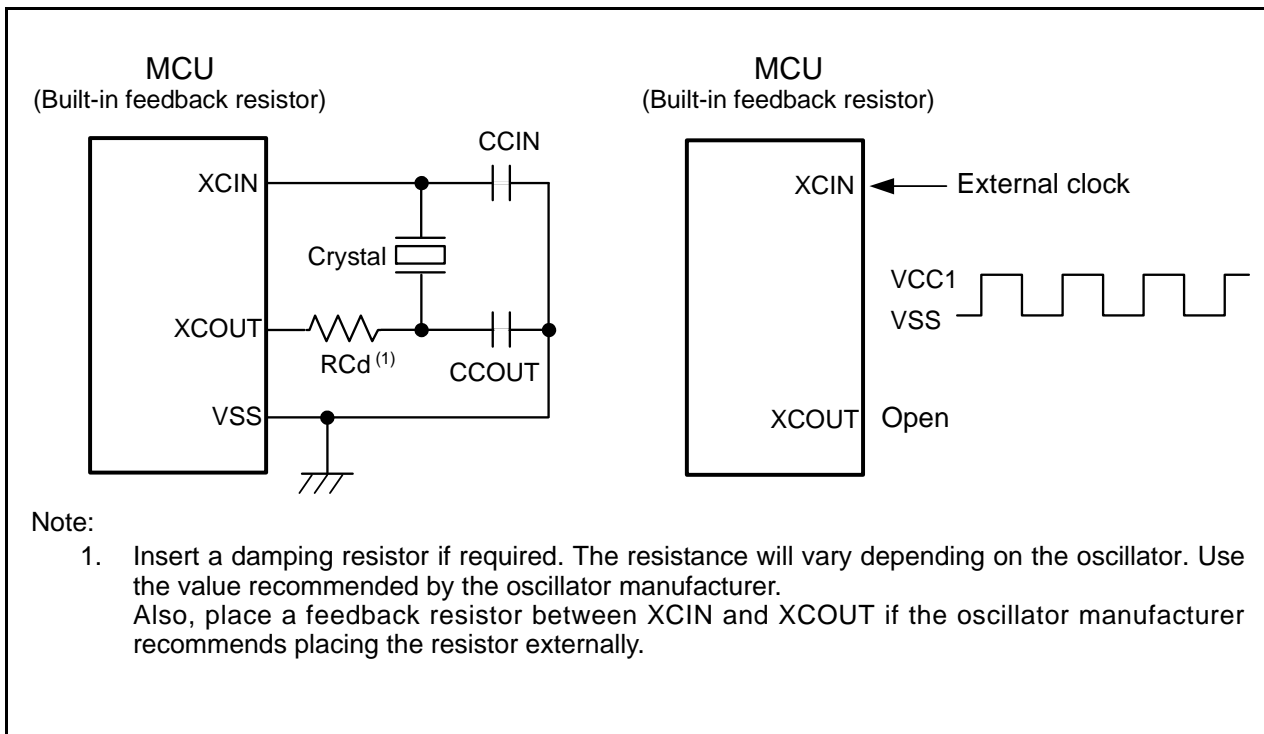 MCU
(Built-in feedback resistor)
CCIN
XCIN
Crystal
XCOUT
RCd (1)
CCOUT
VSS
MCU
(Built-in feedback resistor)
XCIN
External clock
VCC1
VSS
XCOUT
Open
Note:
1. Insert a damping resistor if required. The resistance will vary depending on the oscillator. Use
the value recommended by the oscillator manufacturer.
Also, place a feedback resistor between XCIN and XCOUT if the oscillator manufacturer
recommends placing the resistor externally.